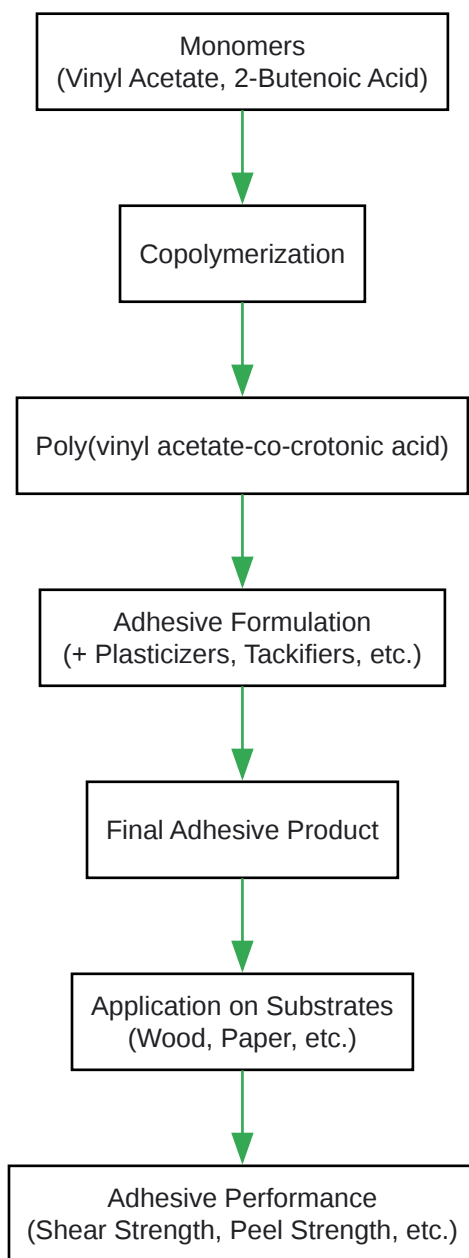 Monomers
(Vinyl Acetate, 2-Butenoic Acid)
Copolymerization
Poly(vinyl acetate-co-crotonic acid)
Adhesive Formulation
(+ Plasticizers, Tackifiers, etc.)
Final Adhesive Product
Application on Substrates
(Wood, Paper, etc.)
Adhesive Performance
(Shear Strength, Peel Strength, etc.)